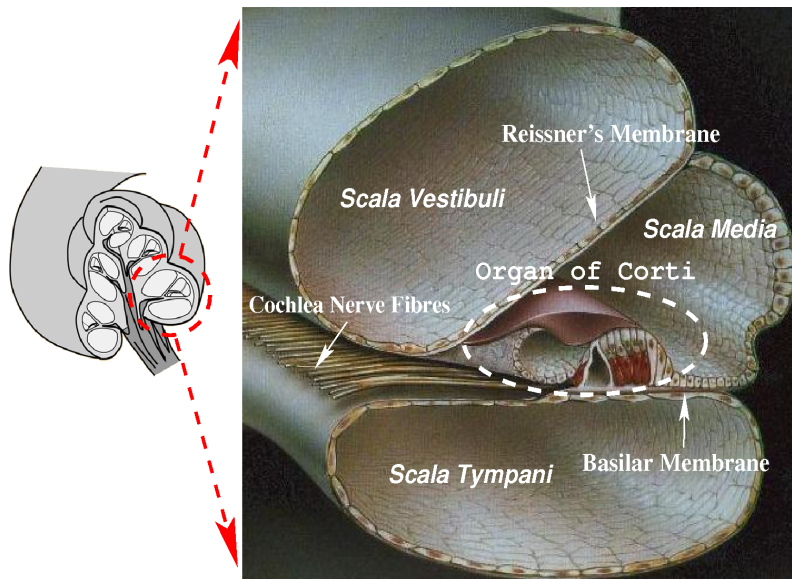 Reissner's Membrane
Scala Vestibuli
Scala Media
Organ of Corti
Cochlea Nerve Fibres
Scala Tympani
Basilar Membrane